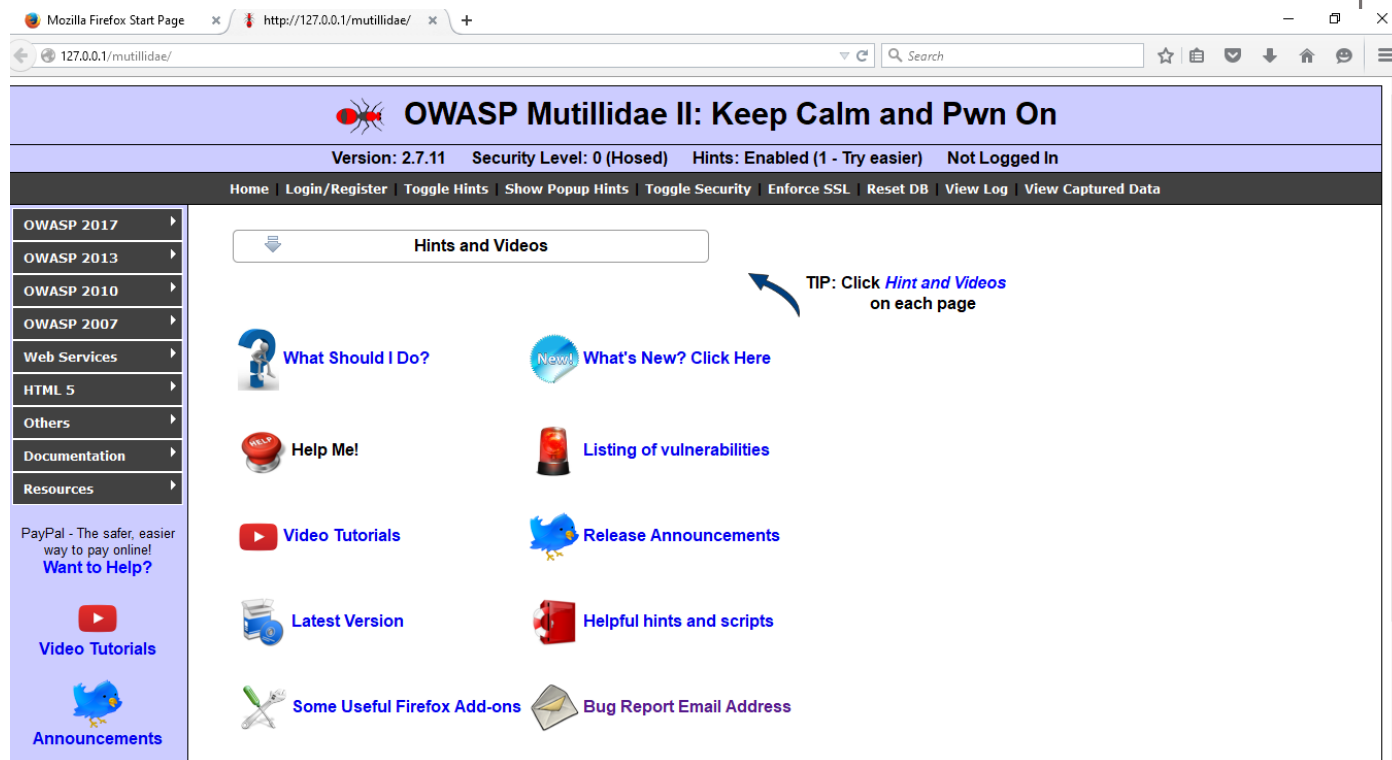 Mozilla Firefox Start Page
http://127.0.0.1/mutillidae/
127.0.0.1/mutillidae/
Search
OWASP Mutillidae II: Keep Calm and Pwn On
Version: 2.7.11 Security Level: 0 (Hosed) Hints: Enabled (1 - Try easier) Not Logged In
Home | Login/Register | Toggle Hints | Show Popup Hints | Toggle Security | Enforce SSL | Reset DB | View Log | View Captured Data
OWASP 2017
OWASP 2013
OWASP 2010
OWASP 2007
Web Services
HTML 5
Others
Documentation
Resources
PayPal - The safer, easier
way to pay online!
Want to Help?
Video Tutorials
Announcements
Hints and Videos
TIP: Click Hint and Videos
on each page
What Should I Do?
New!
What's New? Click Here
HELP
Help Me!
Listing of vulnerabilities
Video Tutorials
Release Announcements
Latest Version
Helpful hints and scripts
Some Useful Firefox Add-ons
Bug Report Email Address